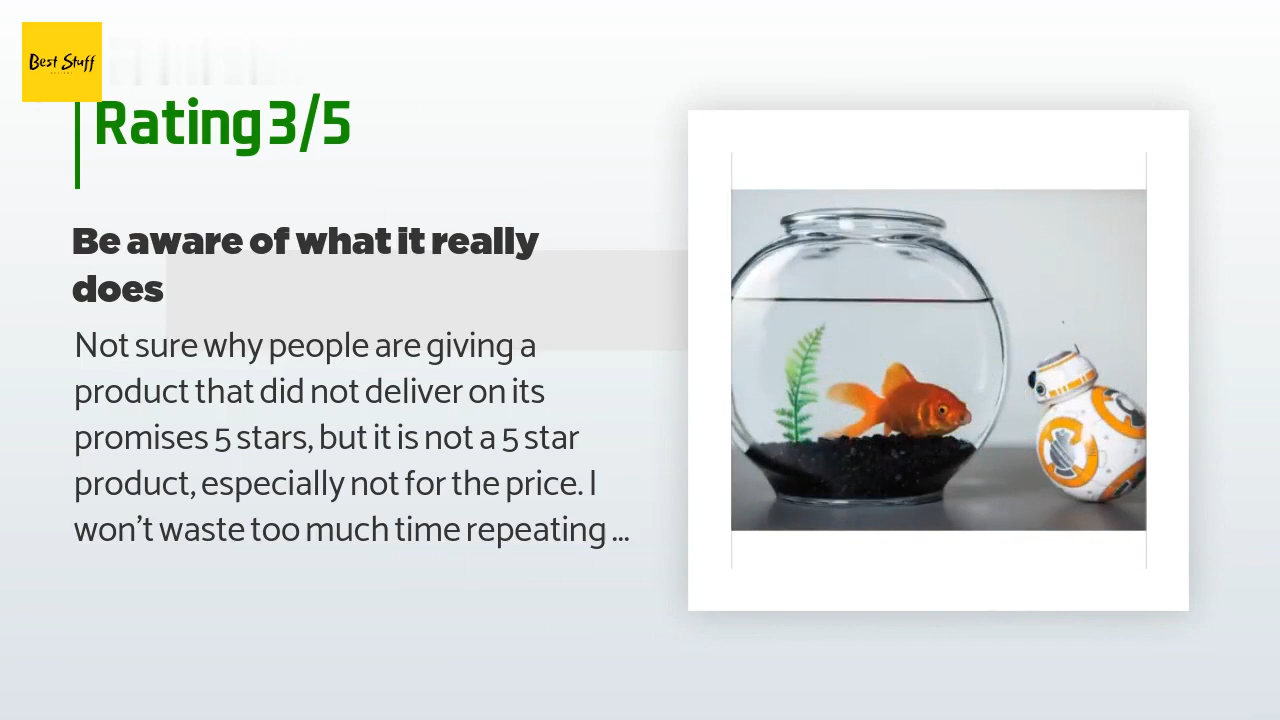 Best Stuff
Rating 3/5
Be aware of what it really
does
Not sure why people are giving a
product that did not deliver on its
promises 5 stars, but it is not a 5 star
product, especially not for the price. I
won't waste too much time repeating ...